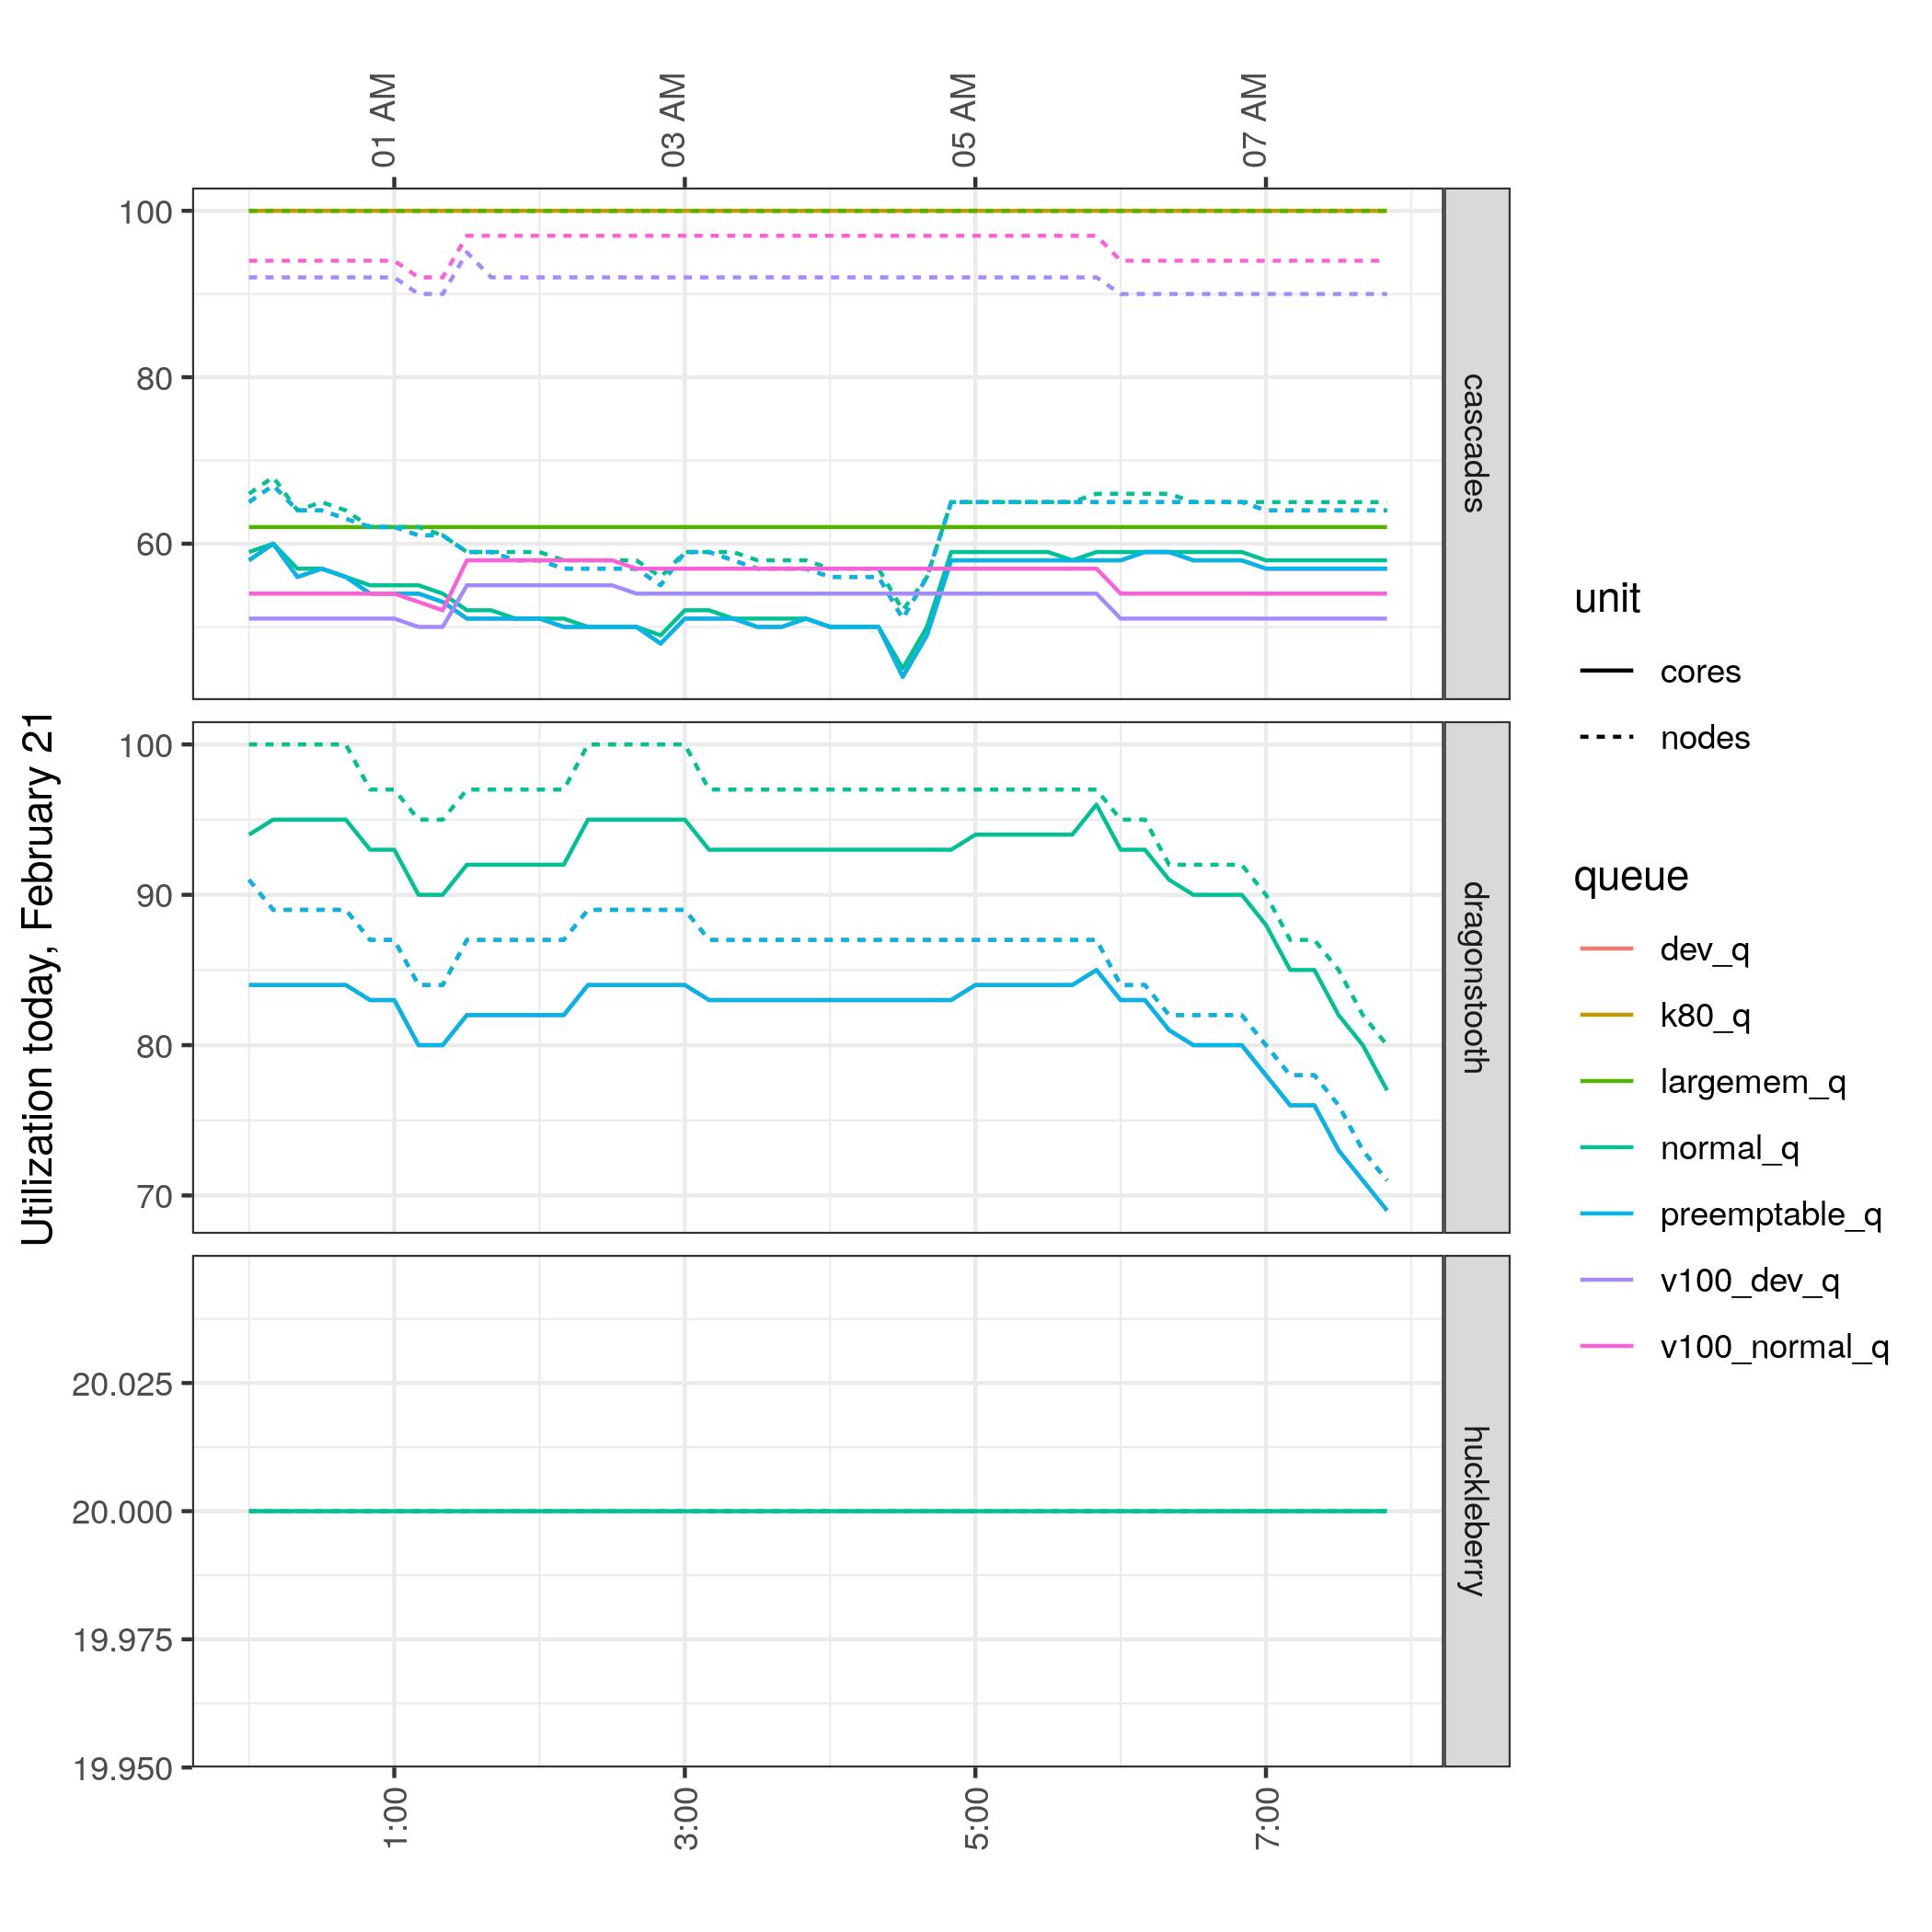 01 AM
03 AM
05 AM
07 AM
Utilization today, February 21
100
80
60
cascades
100
90
80
70
dragonstooth
20.025
20.000
19.975
19.950
huckleberry
1:00
3:00
5:00
7:00
unit
cores
nodes
queue
dev_q
k80_q
largemem_q
normal_q
preemptable_q
v100_dev_q
v100_normal_q